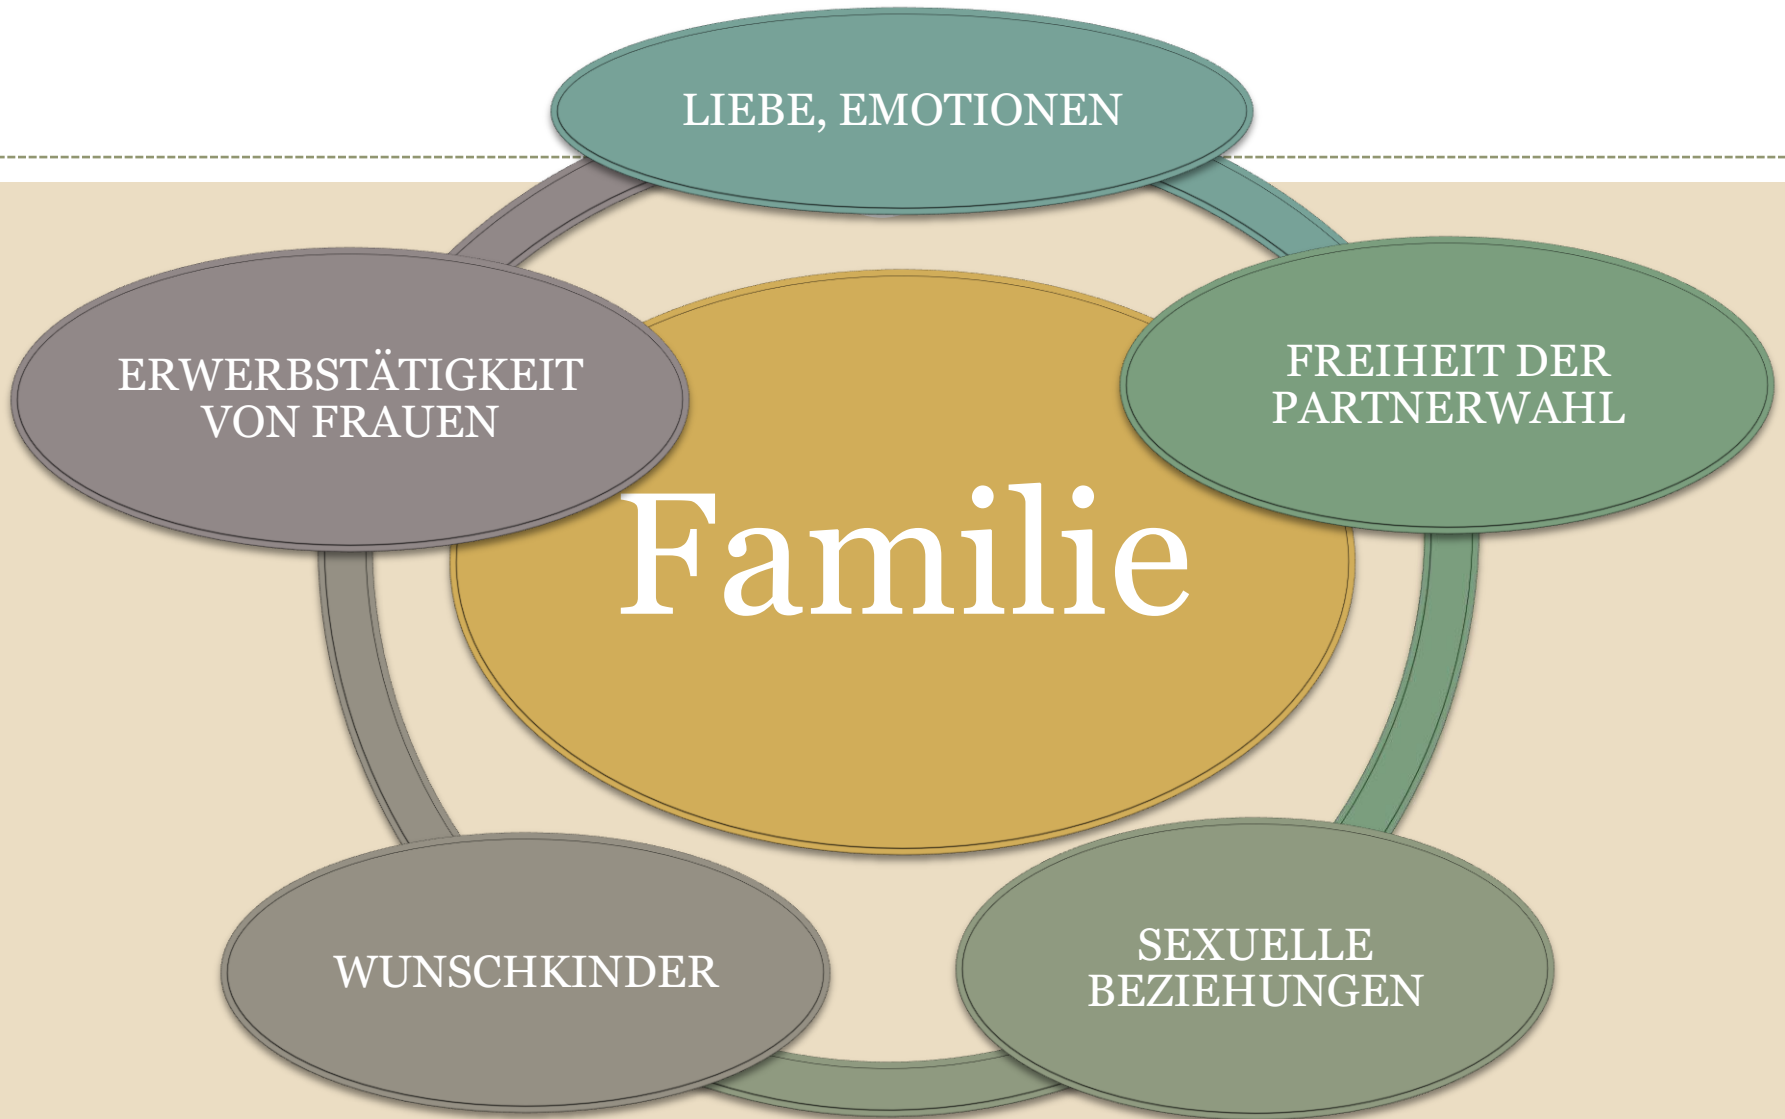 LIEBE, EMOTIONEN
FREIHEIT DER
PARTNERWAHL
SEXUELLE
BEZIEHUNGEN
WUNSCHKINDER
ERWERBSTÄTIGKEIT
VON FRAUEN
Familie